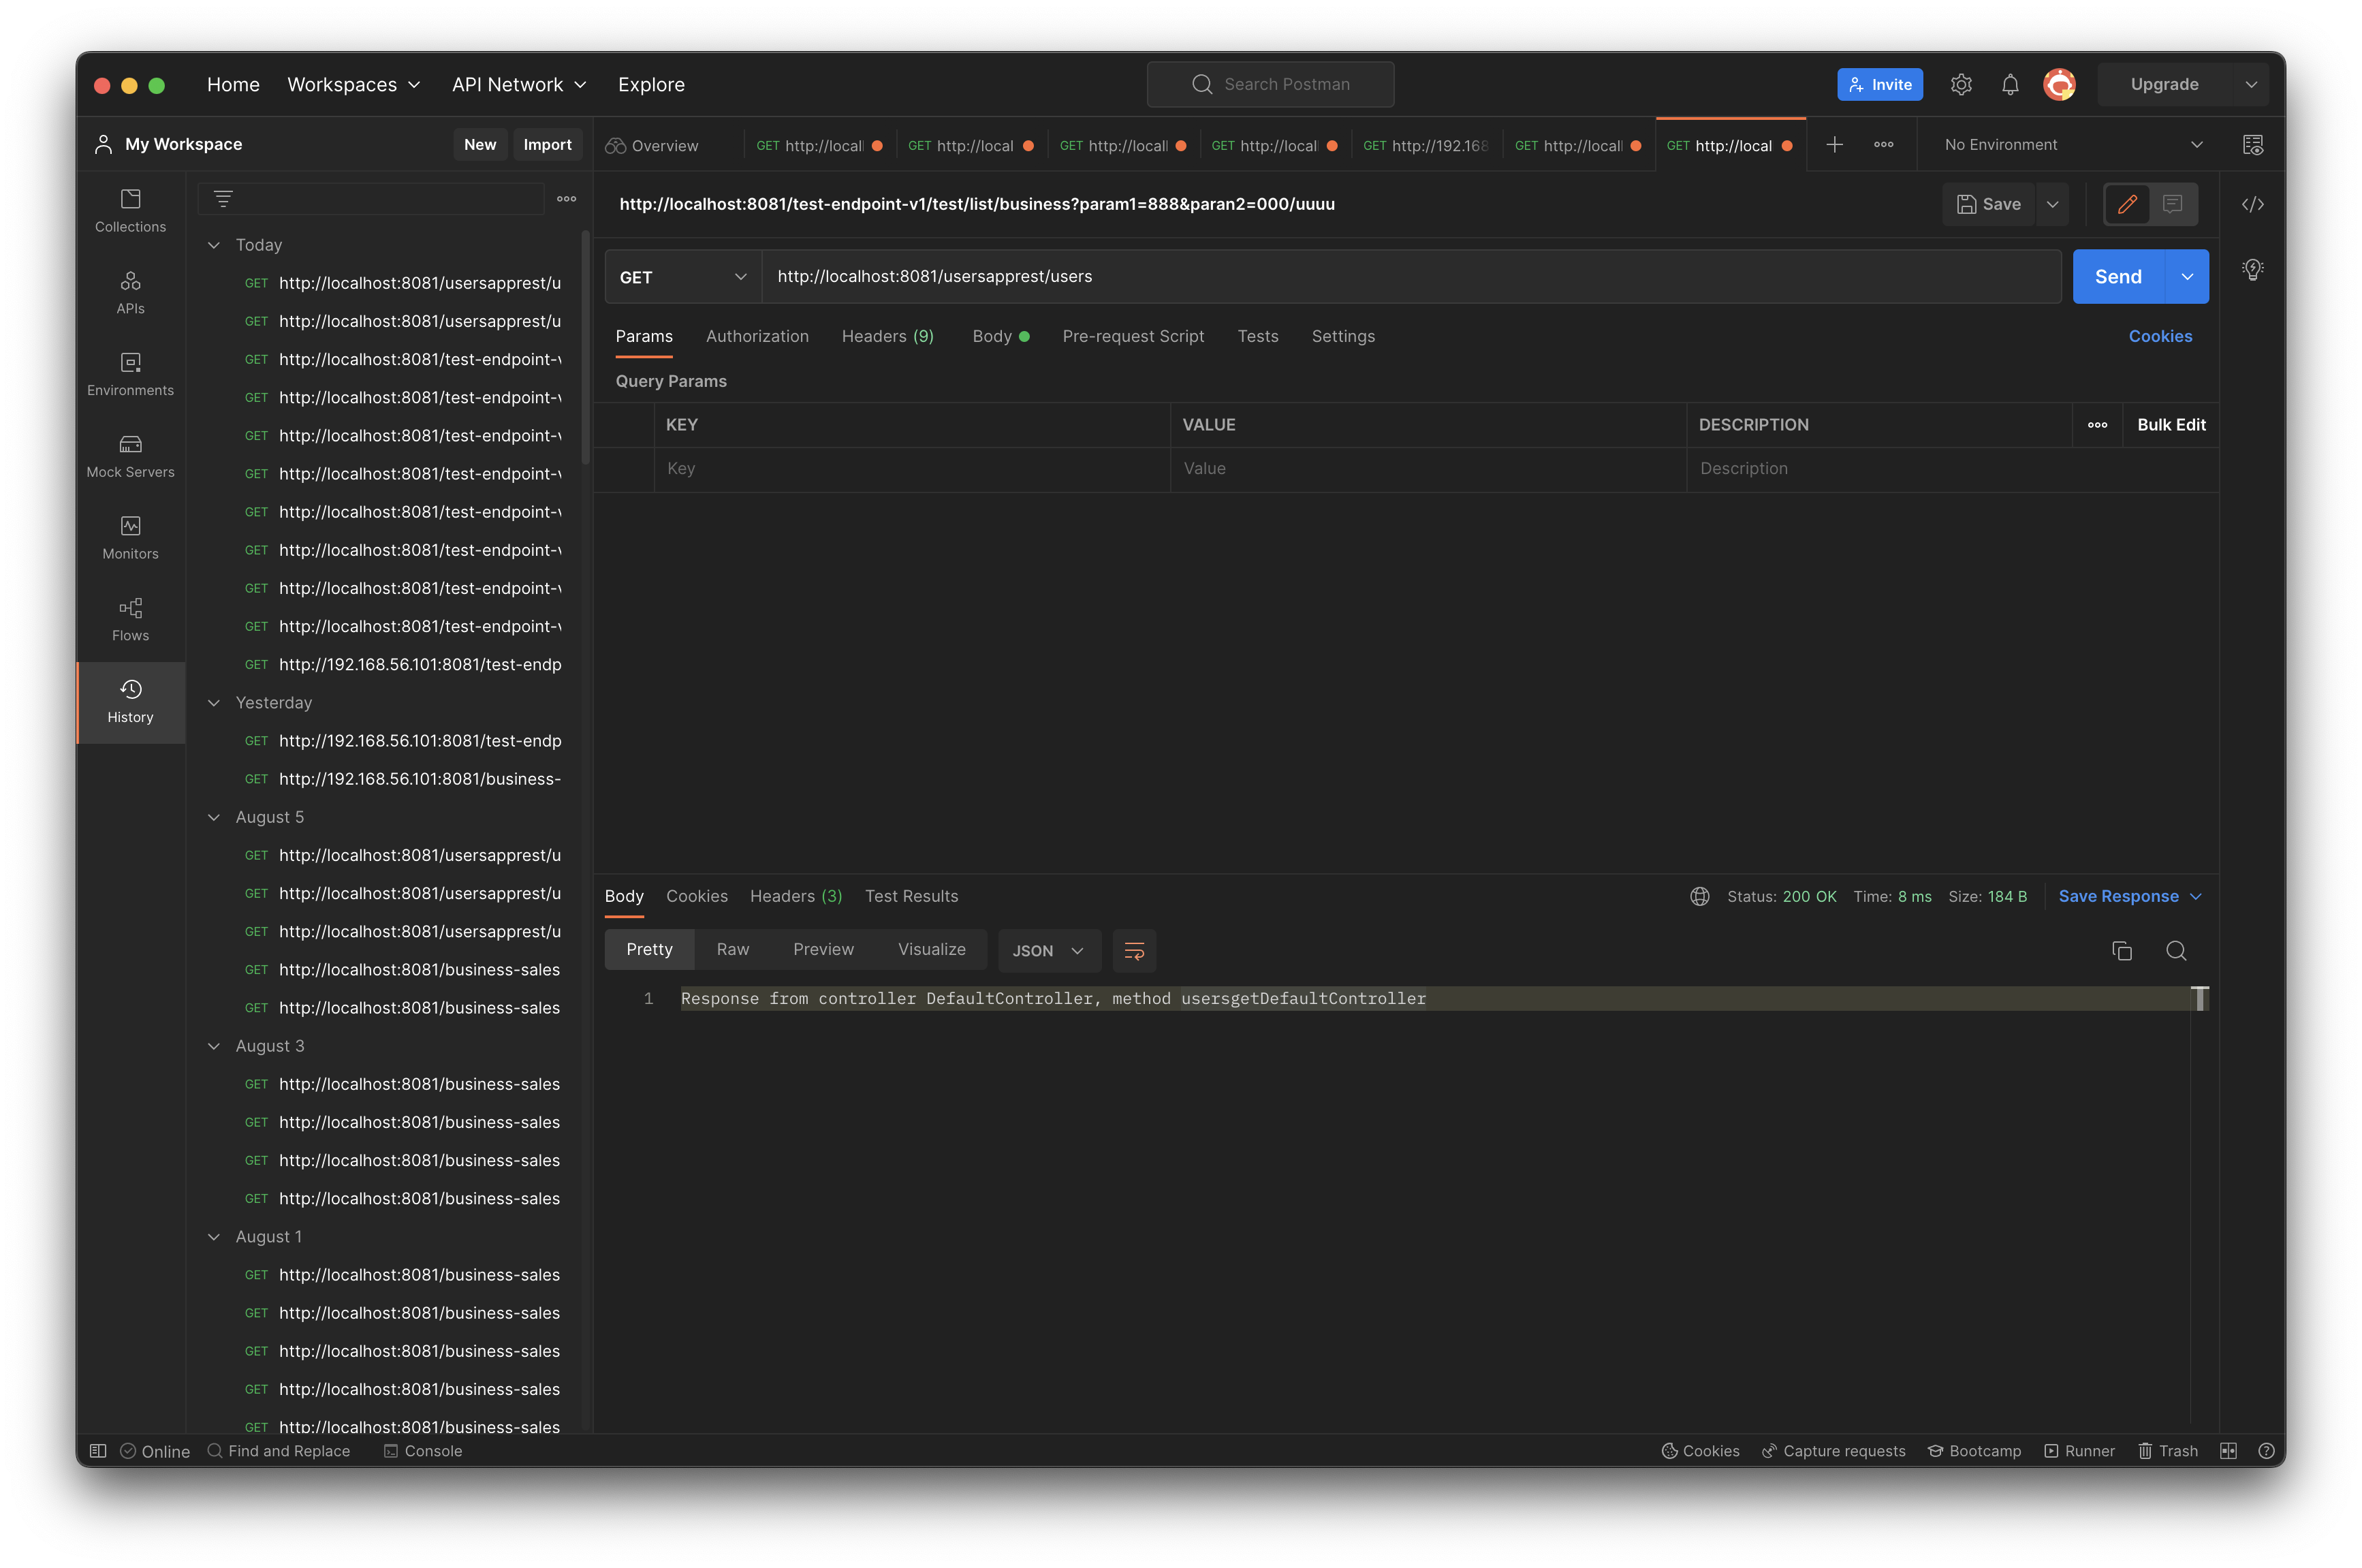 Home Workspaces API Network Explore Search Postman Invite Upgrade
My Workspace New Import
Overview GET http://local GET http://local GET http://local GET http://local GET http://192.168 GET http://local GET http://local No Environment
Collections
APIs
Environments
Mock Servers
Monitors
Flows
History
Today
GET http://localhost:8081/usersapprest/u
GET http://localhost:8081/usersapprest/u
GET http://localhost:8081/test-endpoint-v
GET http://localhost:8081/test-endpoint-v
GET http://localhost:8081/test-endpoint-v
GET http://localhost:8081/test-endpoint-v
GET http://localhost:8081/test-endpoint-v
GET http://localhost:8081/test-endpoint-v
GET http://localhost:8081/test-endpoint-v
GET http://localhost:8081/test-endpoint-v
GET http://192.168.56.101:8081/test-endp
Yesterday
GET http://192.168.56.101:8081/test-endp
GET http://192.168.56.101:8081/business-
August 5
GET http://localhost:8081/usersapprest/u
GET http://localhost:8081/usersapprest/u
GET http://localhost:8081/usersapprest/u
GET http://localhost:8081/business-sales
GET http://localhost:8081/business-sales
August 3
GET http://localhost:8081/business-sales
GET http://localhost:8081/business-sales
GET http://localhost:8081/business-sales
GET http://localhost:8081/business-sales
August 1
GET http://localhost:8081/business-sales
GET http://localhost:8081/business-sales
GET http://localhost:8081/business-sales
GET http://localhost:8081/business-sales
GET http://localhost:8081/business-sales
http://localhost:8081/test-endpoint-v1/test/list/business?param1=888&paran2=000/uuuu Save
GET http://localhost:8081/usersapprest/users Send
Params Authorization Headers (9) Body Pre-request Script Tests Settings Cookies
Query Params
KEY VALUE DESCRIPTION Bulk Edit
Key Value Description
Body Cookies Headers (3) Test Results Status: 200 OK Time: 8 ms Size: 184 B Save Response
Pretty Raw Preview Visualize JSON
1 Response from controller DefaultController, method usersgetDefaultController
Online Find and Replace Console Cookies Capture requests Bootcamp Runner Trash